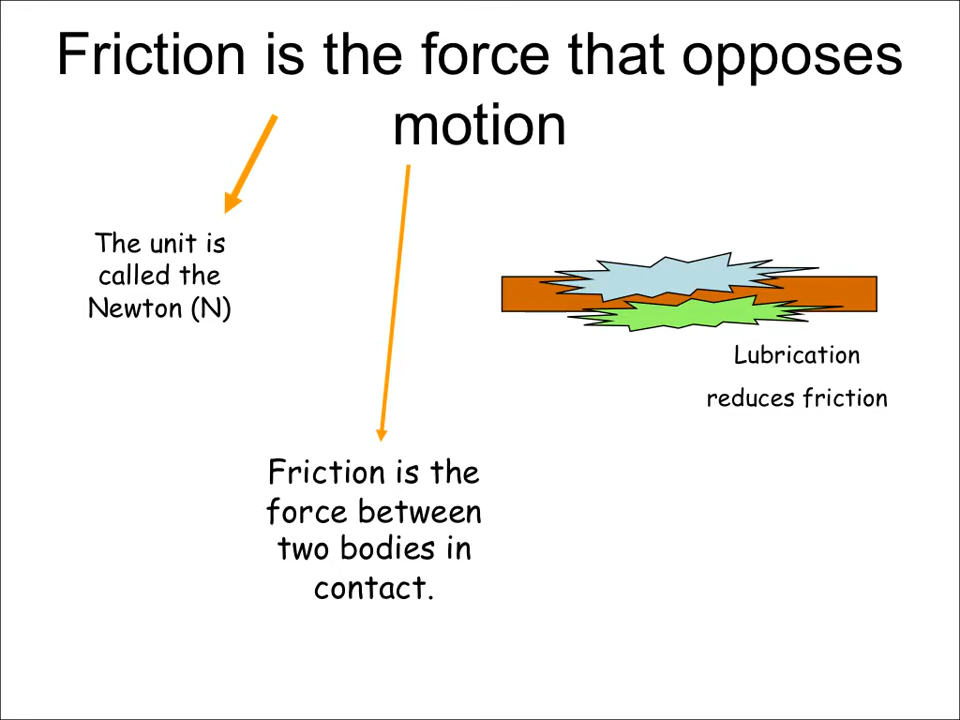 Friction is the force that opposes
motion
The unit is
called the
Newton (N)
Lubrication
reduces friction
Friction is the
force between
two bodies in
contact.